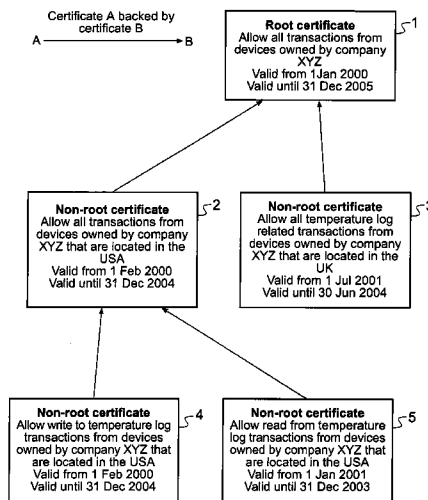 Certificate A backed by
certificate B
A
B
1
Root certificate
Allow all transactions from
devices owned by company
XYZ
Valid from 1Jan 2000
Valid until 31 Dec 2005
2
Non-root certificate
Allow all transactions from
devices owned by company
XYZ that are located in the
USA
Valid from 1 Feb 2000
Valid until 31 Dec 2004
3
Non-root certificate
Allow all temperature log
related transactions from
devices owned by company
XYZ that are located in the
UK
Valid from 1 Jul 2001
Valid until 30 Jun 2004
4
Non-root certificate
Allow write to temperature log
transactions from devices
owned by company XYZ that
are located in the USA
Valid from 1 Feb 2000
Valid until 31 Dec 2004
5
Non-root certificate
Allow read from temperature
log transactions from devices
owned by company XYZ that
are located in the USA
Valid from 1 Jan 2001
Valid until 31 Dec 2003